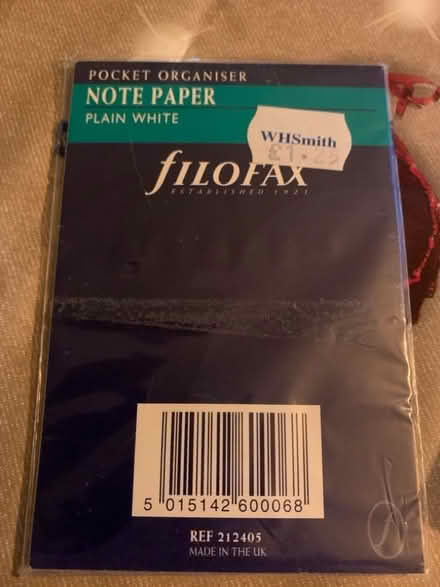 POCKET ORGANISER
NOTE PAPER
PLAIN WHITE
WHSmith
fILOFAX
ESTABLISHED 1921
5 015142 600068
REF 212405
MADE IN THE UK